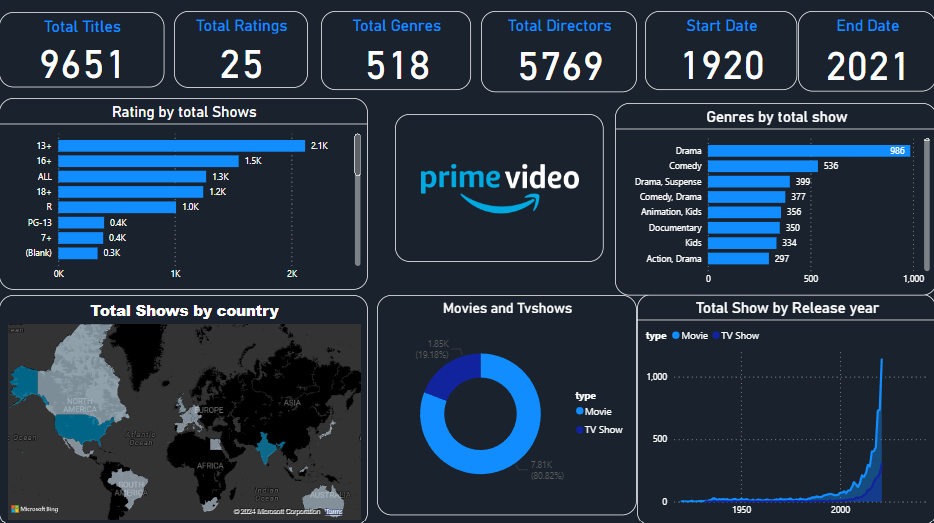 Total Titles
9651
Total Ratings
25
Total Genres
518
Total Directors
5769
Start Date
1920
End Date
2021
Rating by total Shows
13+ 2.1K
16+ 1.5K
ALL 1.3K
18+ 1.2K
R 1.0K
PG-13 0.4K
7+ 0.4K
(Blank) 0.3K
0K 1K 2K
prime video
Genres by total show
Drama 986
Comedy 536
Drama, Suspense 399
Comedy, Drama 377
Animation, Kids 356
Documentary 350
Kids 334
Action, Drama 297
0 500 1,000
Total Shows by country
NORTH
AMERICA
EUROPE
ASIA
Atlantic
Ocean
AFRICA
SOUTH
AMERICA
Indian
Ocean
AUSTRALIA
Ocean
Microsoft Bing
© 2024 Microsoft Corporation Terms
Movies and Tvshows
1.85K
(19.18%)
7.81K
(80.82%)
type
Movie
TV Show
Total Show by Release year
type Movie TV Show
1,000
500
0
1950 2000